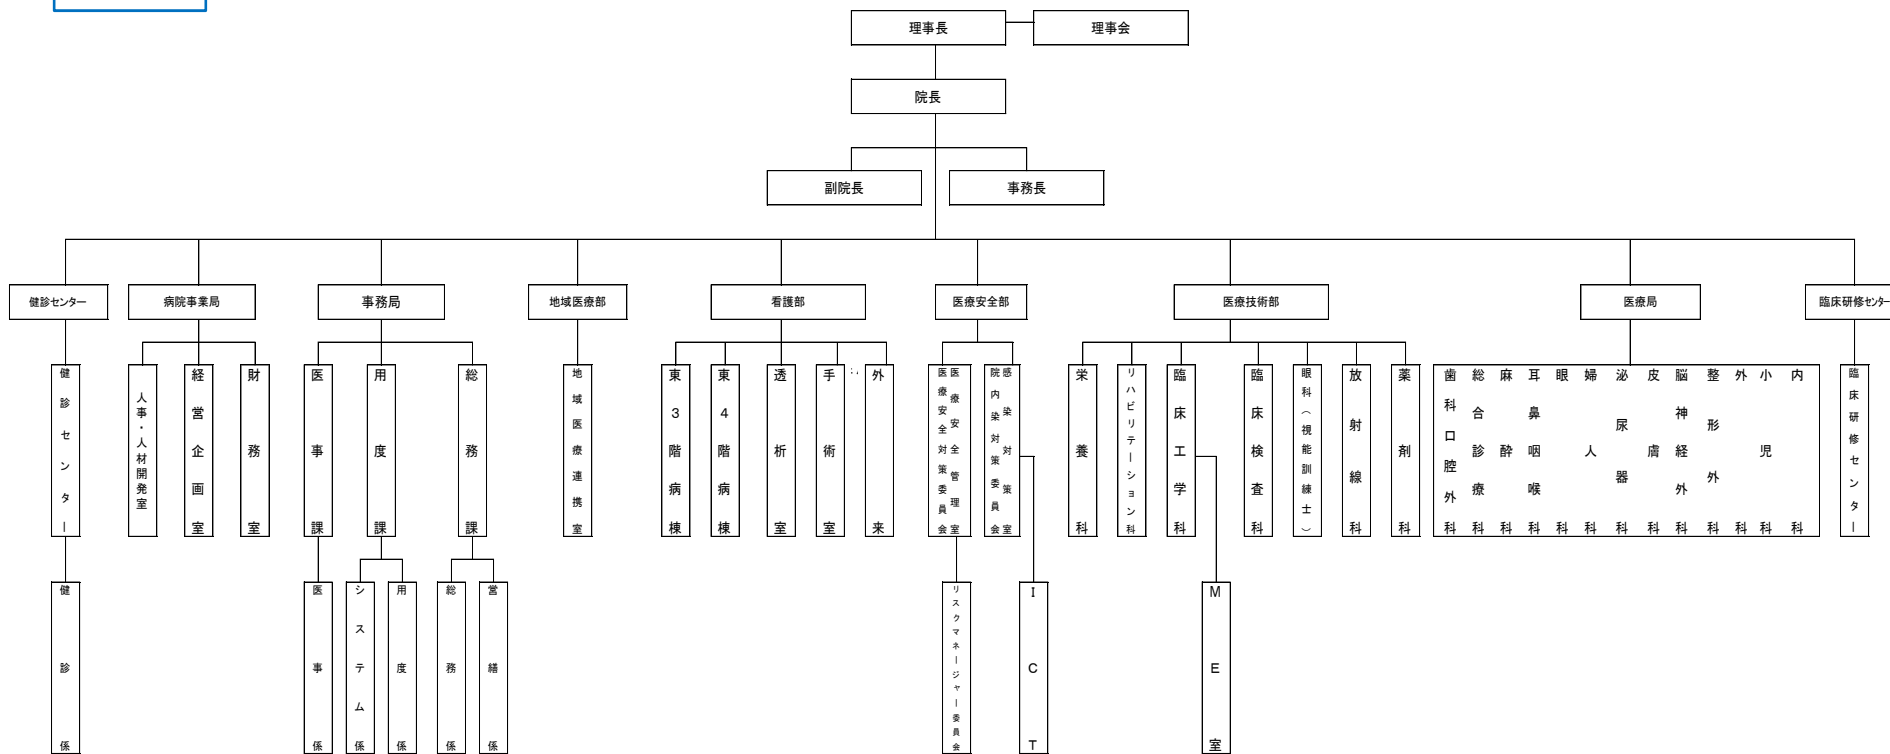 理事長
理事会
院長
副院長
事務長
健診センター
病院事業局
事務局
地域医療部
看護部
医療安全部
医療技術部
医療局
臨床研修センター
健診センター
人事・人材開発室
経営企画室
財務室
医事課
用度課
総務課
地域医療連携室
東3階病棟
東4階病棟
透析室
手術室
外来
医療安全対策委員会
医療安全管理室
院内染対策委員会
感染対策室
栄養科
リハビリテーション科
臨床工学科
臨床検査科
眼科(視能訓練士)
放射線科
薬剤科
歯科口腔外科
総合診療科
麻酔科
耳鼻咽喉科
眼科
婦人科
泌尿器科
皮膚科
脳神経外科
整形外科
外科
小児科
内科
臨床研修センター
健診係
医事係
システム係
用度係
総務係
営繕係
リスクマネージャー委員会
ICT
ME室